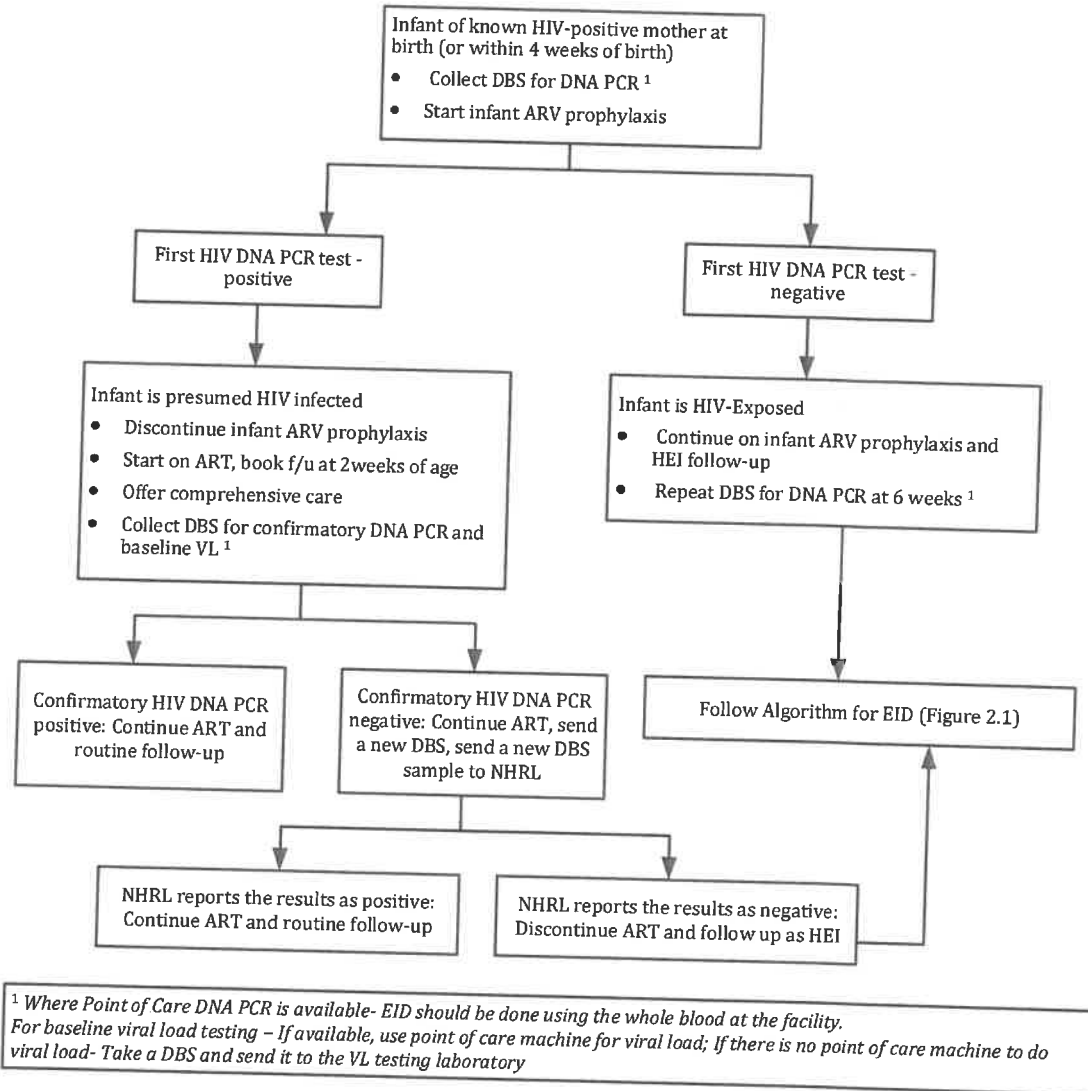 Infant of known HIV-positive mother at
birth (or within 4 weeks of birth)
• Collect DBS for DNA PCR ¹
• Start infant ARV prophylaxis
First HIV DNA PCR test -
positive
First HIV DNA PCR test -
negative
Infant is presumed HIV infected
• Discontinue infant ARV prophylaxis
• Start on ART, book f/u at 2weeks of age
• Offer comprehensive care
• Collect DBS for confirmatory DNA PCR and
baseline VL ¹
Infant is HIV-Exposed
• Continue on infant ARV prophylaxis and
HEI follow-up
• Repeat DBS for DNA PCR at 6 weeks ¹
Confirmatory HIV DNA PCR
positive: Continue ART and
routine follow-up
Confirmatory HIV DNA PCR
negative: Continue ART, send
a new DBS, send a new DBS
sample to NHRL
Follow Algorithm for EID (Figure 2.1)
NHRL reports the results as positive:
Continue ART and routine follow-up
NHRL reports the results as negative:
Discontinue ART and follow up as HEI
¹ Where Point of Care DNA PCR is available- EID should be done using the whole blood at the facility.
For baseline viral load testing – If available, use point of care machine for viral load; If there is no point of care machine to do
viral load- Take a DBS and send it to the VL testing laboratory